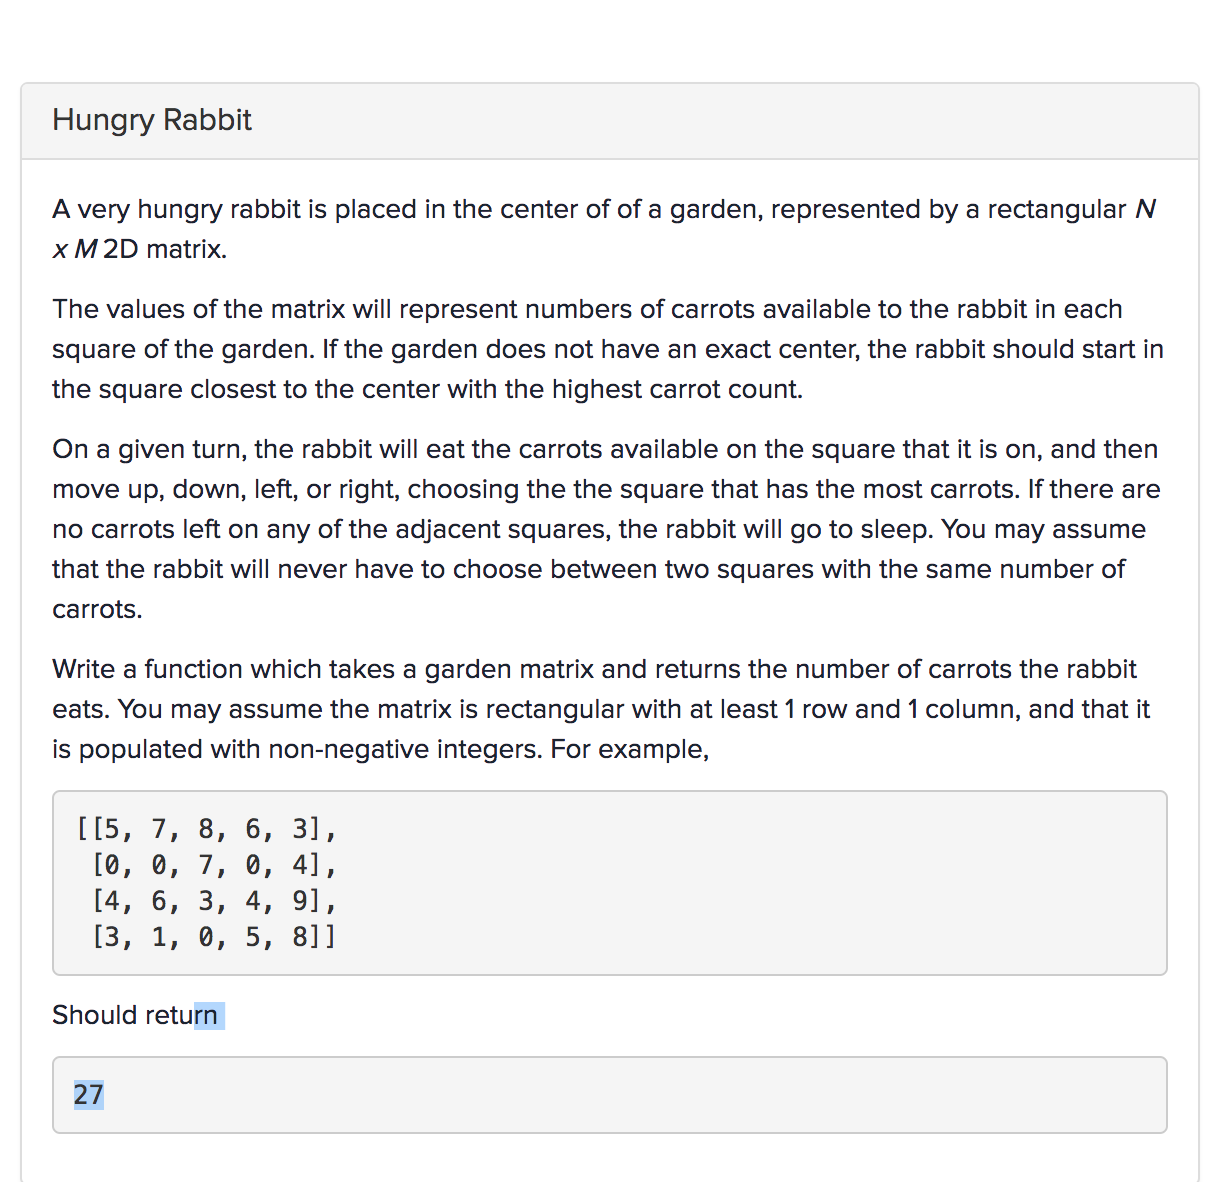 Hungry Rabbit
A very hungry rabbit is placed in the center of of a garden, represented by a rectangular N
x M 2D matrix.
The values of the matrix will represent numbers of carrots available to the rabbit in each
square of the garden. If the garden does not have an exact center, the rabbit should start in
the square closest to the center with the highest carrot count.
On a given turn, the rabbit will eat the carrots available on the square that it is on, and then
move up, down, left, or right, choosing the the square that has the most carrots. If there are
no carrots left on any of the adjacent squares, the rabbit will go to sleep. You may assume
that the rabbit will never have to choose between two squares with the same number of
carrots.
Write a function which takes a garden matrix and returns the number of carrots the rabbit
eats. You may assume the matrix is rectangular with at least 1 row and 1 column, and that it
is populated with non-negative integers. For example,
[[5, 7, 8, 6, 3],
[0, 0, 7, 0, 4],
[4, 6, 3, 4, 9],
[3, 1, 0, 5, 8]]
Should return
27